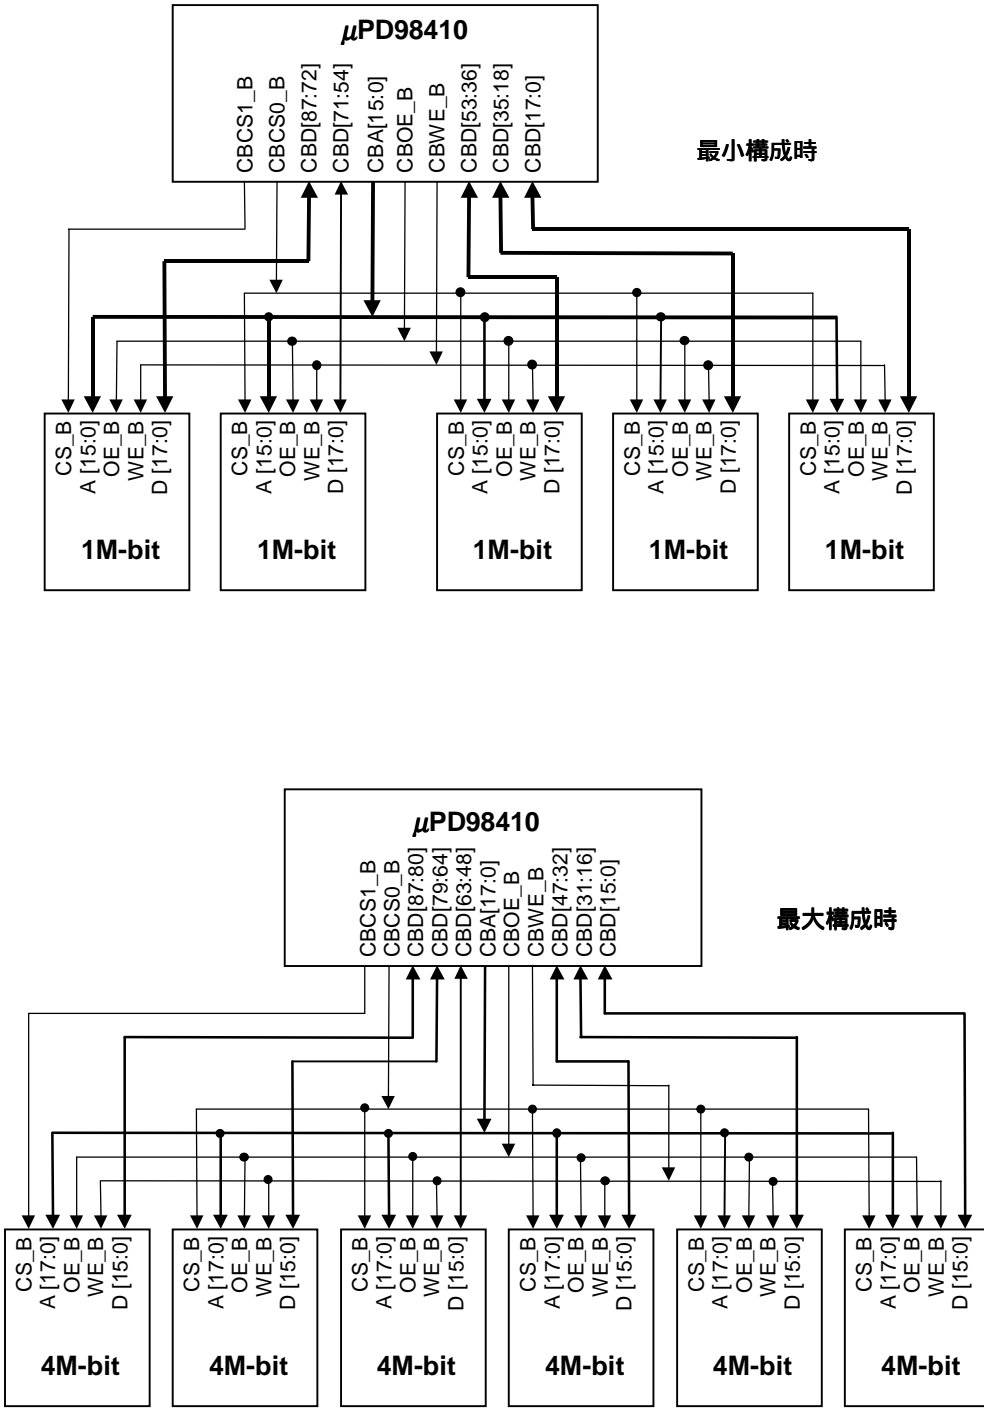 μPD98410
CBCS1_B
CBCS0_B
CBD[87:72]
CBD[71:54]
CBA[15:0]
CBOE_B
CBWE_B
CBD[53:36]
CBD[35:18]
CBD[17:0]
最小構成時
CS_B
A [15:0]
OE_B
WE_B
D [17:0]
1M-bit
CS_B
A [15:0]
OE_B
WE_B
D [17:0]
1M-bit
CS_B
A [15:0]
OE_B
WE_B
D [17:0]
1M-bit
CS_B
A [15:0]
OE_B
WE_B
D [17:0]
1M-bit
CS_B
A [15:0]
OE_B
WE_B
D [17:0]
1M-bit
μPD98410
CBCS1_B
CBCS0_B
CBD[87:80]
CBD[79:64]
CBD[63:48]
CBA[17:0]
CBOE_B
CBWE_B
CBD[47:32]
CBD[31:16]
CBD[15:0]
最大構成時
CS_B
A [17:0]
OE_B
WE_B
D [15:0]
4M-bit
CS_B
A [17:0]
OE_B
WE_B
D [15:0]
4M-bit
CS_B
A [17:0]
OE_B
WE_B
D [15:0]
4M-bit
CS_B
A [17:0]
OE_B
WE_B
D [15:0]
4M-bit
CS_B
A [17:0]
OE_B
WE_B
D [15:0]
4M-bit
CS_B
A [17:0]
OE_B
WE_B
D [15:0]
4M-bit